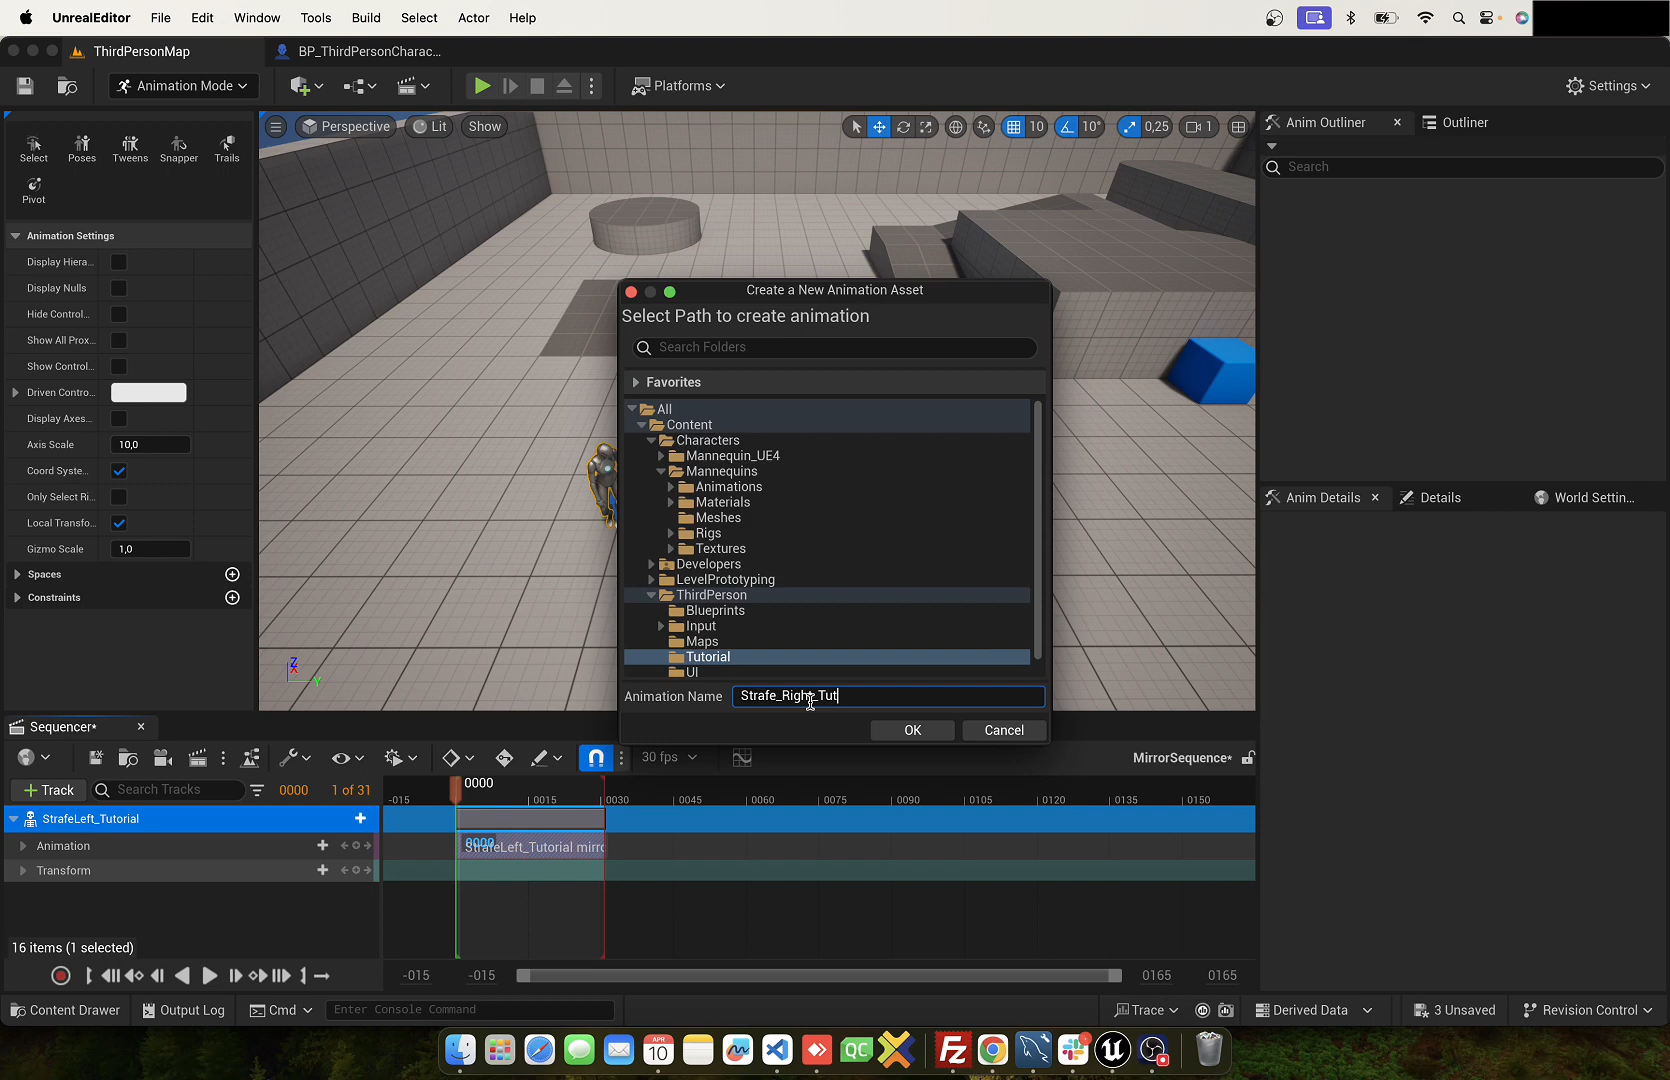 UnrealEditor File Edit Window Tools Build Select Actor Help
ThirdPersonMap BP_ThirdPersonCharac...
Animation Mode Platforms Settings
Select Poses Tweens Snapper Trails
Pivot
Perspective Lit Show 10 10° 0,25 1
Animation Settings
Display Hiera...
Display Nulls
Hide Control...
Show All Prox...
Show Control...
Driven Contro...
Display Axes...
Axis Scale 10,0
Coord Syste...
Only Select Ri...
Local Transfo...
Gizmo Scale 1,0
Spaces
Constraints
Z
X
Y
Create a New Animation Asset
Select Path to create animation
Search Folders
Favorites
All
Content
Characters
Mannequin_UE4
Mannequins
Animations
Materials
Meshes
Rigs
Textures
Developers
LevelPrototyping
ThirdPerson
Blueprints
Input
Maps
Tutorial
UI
Animation Name Strafe_Right_Tut
OK Cancel
Anim Outliner Outliner
Search
Anim Details Details World Settin...
Sequencer*
30 fps MirrorSequence*
Track Search Tracks 0000 1 of 31
0000
-015 0015 0030 0045 0060 0075 0090 0105 0120 0135 0150
StrafeLeft_Tutorial
Animation
0000
StrafeLeft_Tutorial mirro
Transform
16 items (1 selected)
-015 -015 0165 0165
Content Drawer Output Log Cmd Enter Console Command Trace Derived Data 3 Unsaved Revision Control
APR
10
QC
Fz